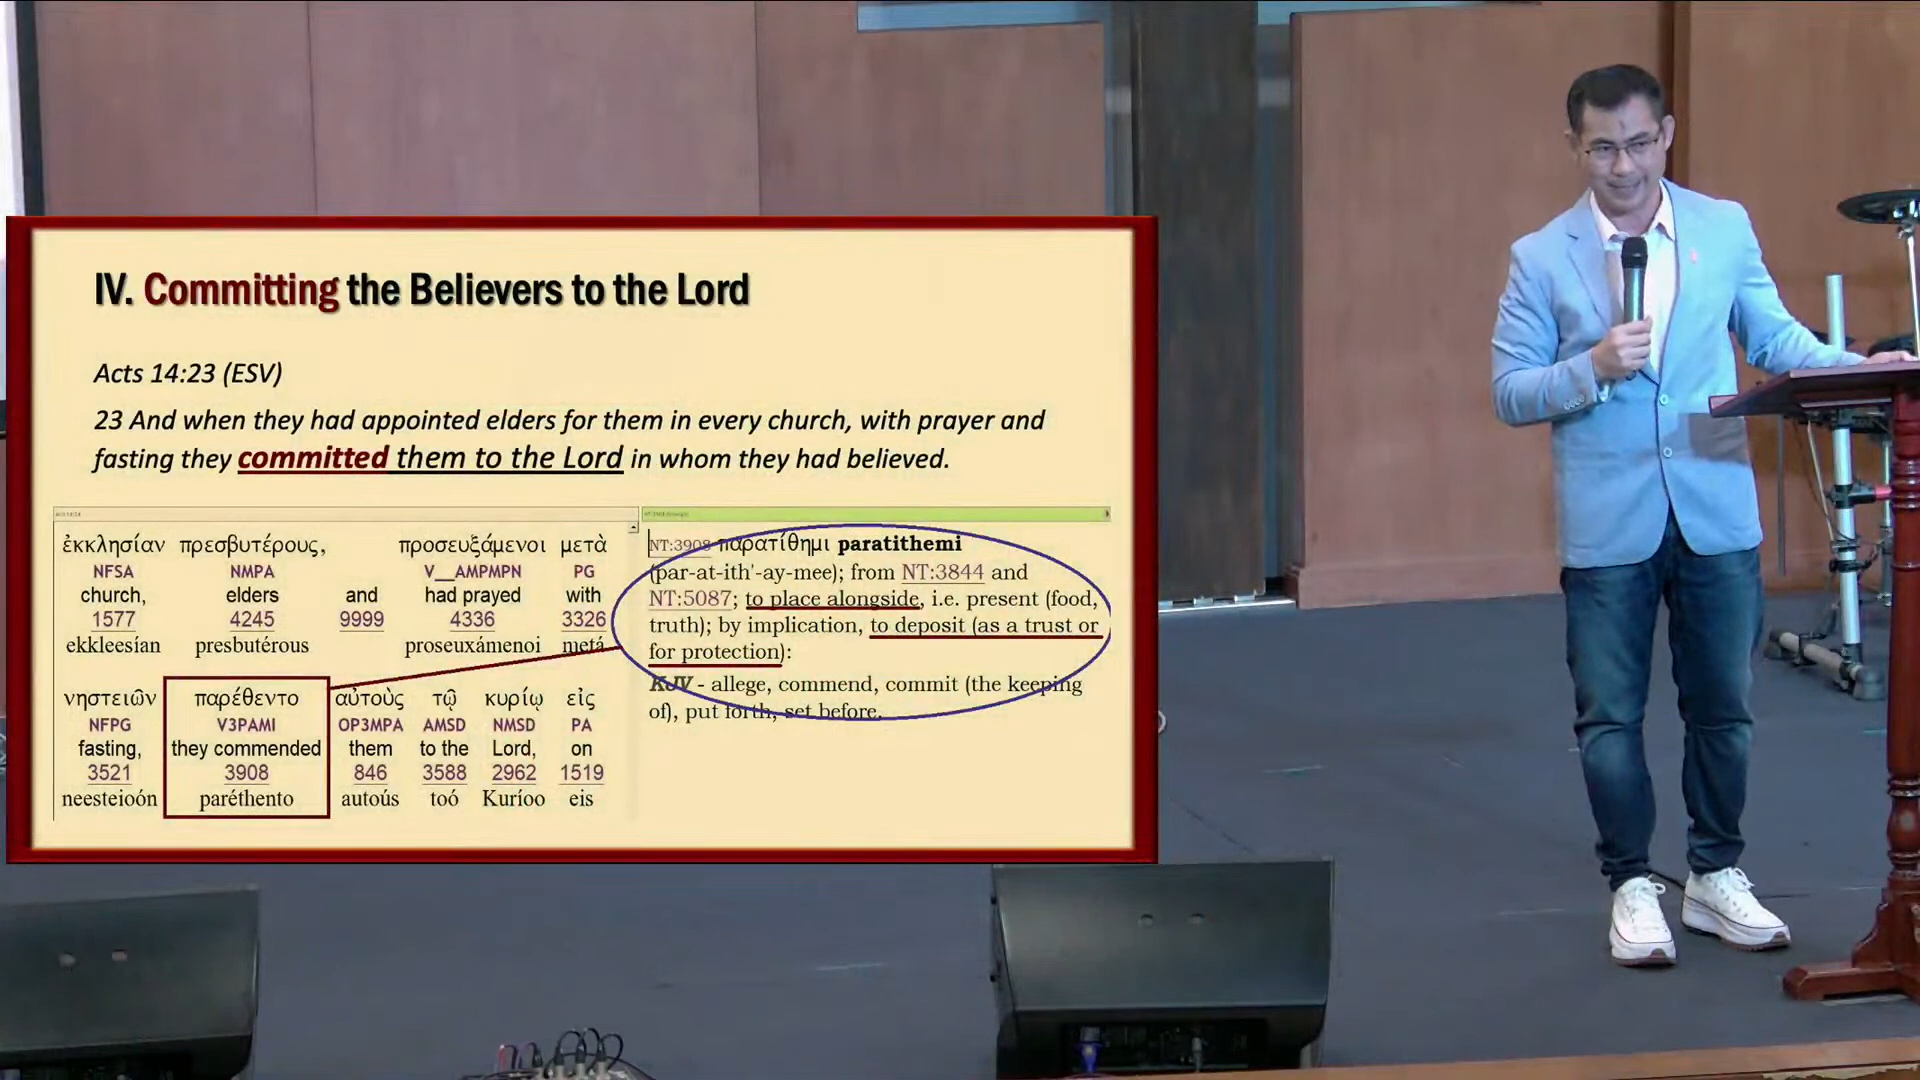 IV. Committing the Believers to the Lord
Acts 14:23 (ESV)
23 And when they had appointed elders for them in every church, with prayer and
fasting they committed them to the Lord in whom they had believed.
ἐκκλησίαν πρεσβυτέρους, προσευξάμενοι μετὰ
NFSA NMPA V__AMPMPN PG
church, elders and had prayed with
1577 4245 9999 4336 3326
ekkleesían presbutérous proseuxámenoi metá
νηστειῶν παρέθεντο αὐτοὺς τῷ κυρίῳ εἰς
NFPG V3PAMI OP3MPA AMSD NMSD PA
fasting, they commended them to the Lord, on
3521 3908 846 3588 2962 1519
neesteioón paréthento autoús toó Kuríoo eis
NT:3908 παρατίθημι paratithemi
(par-at-ith'-ay-mee); from NT:3844 and
NT:5087; to place alongside, i.e. present (food,
truth); by implication, to deposit (as a trust or
for protection):
KJV - allege, commend, commit (the keeping
of), put forth, set before.